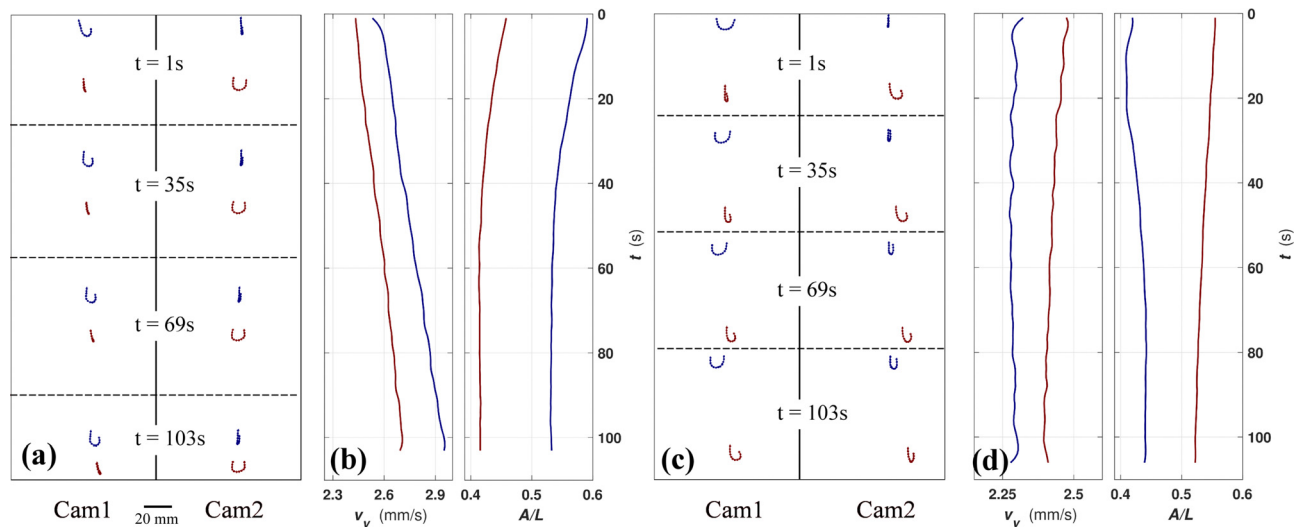 t = 1s
t = 35s
t = 69s
t = 103s
(a)
Cam1
20 mm
Cam2
(b)
2.3 2.6 2.9
v_y (mm/s)
0.4 0.5 0.6
A/L
0
20
40
60
80
100
t (s)
t = 1s
t = 35s
t = 69s
t = 103s
(c)
Cam1
Cam2
(d)
2.25 2.5
v_y (mm/s)
0.4 0.5 0.6
A/L
0
20
40
60
80
100
t (s)